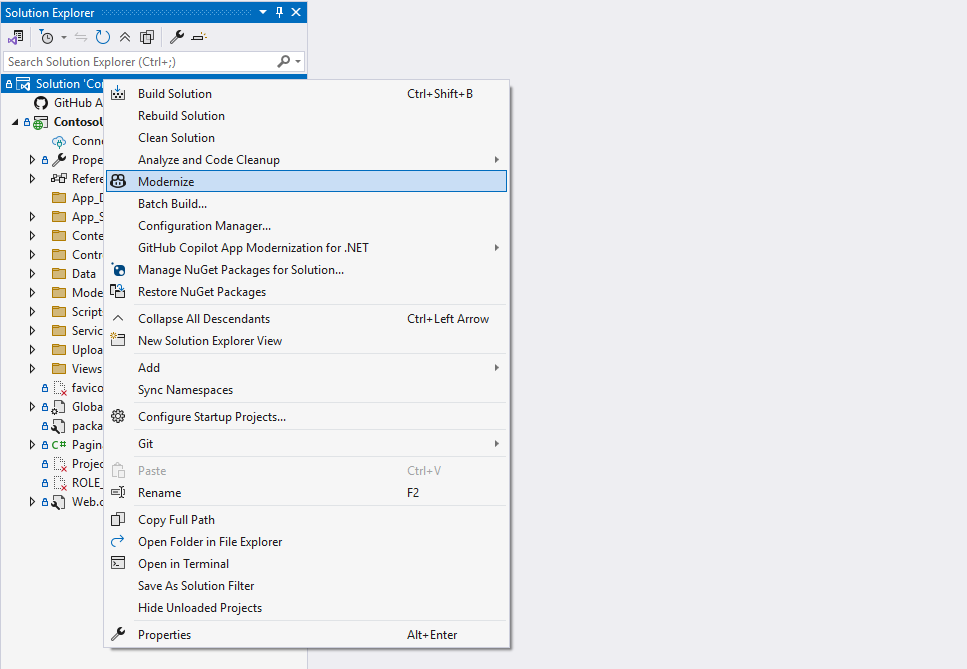 Solution Explorer
Search Solution Explorer (Ctrl+;)
Solution 'Co
GitHub A
Conto
Conn
Prope
Refere
App_
App_S
Conte
Contr
Data
Mode
Script
Servic
Uploa
Views
favico
Globa
packa
C# Pagin
Projec
ROLE_
Web.c
Build Solution Ctrl+Shift+B
Rebuild Solution
Clean Solution
Analyze and Code Cleanup
Modernize
Batch Build...
Configuration Manager...
GitHub Copilot App Modernization for .NET
Manage NuGet Packages for Solution...
Restore NuGet Packages
Collapse All Descendants Ctrl+Left Arrow
New Solution Explorer View
Add
Sync Namespaces
Configure Startup Projects...
Git
Paste Ctrl+V
Rename F2
Copy Full Path
Open Folder in File Explorer
Open in Terminal
Save As Solution Filter
Hide Unloaded Projects
Properties Alt+Enter